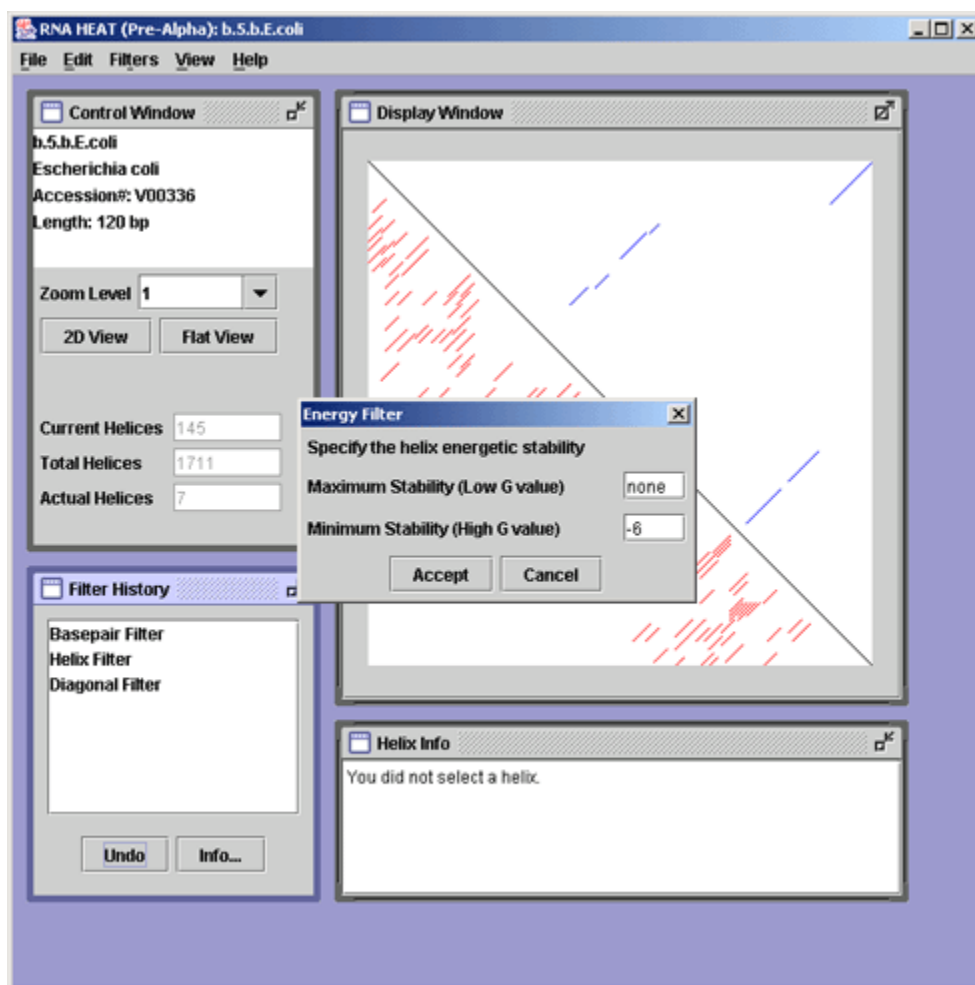 RNA HEAT (Pre-Alpha): b.5.b.E.coli
File Edit Filters View Help
Control Window
b.5.b.E.coli
Escherichia coli
Accession#: V00336
Length: 120 bp
Zoom Level 1
2D View Flat View
Current Helices 145
Total Helices 1711
Actual Helices 7
Filter History
Basepair Filter
Helix Filter
Diagonal Filter
Undo Info...
Display Window
Energy Filter
Specify the helix energetic stability
Maximum Stability (Low G value) none
Minimum Stability (High G value) -6
Accept Cancel
Helix Info
You did not select a helix.